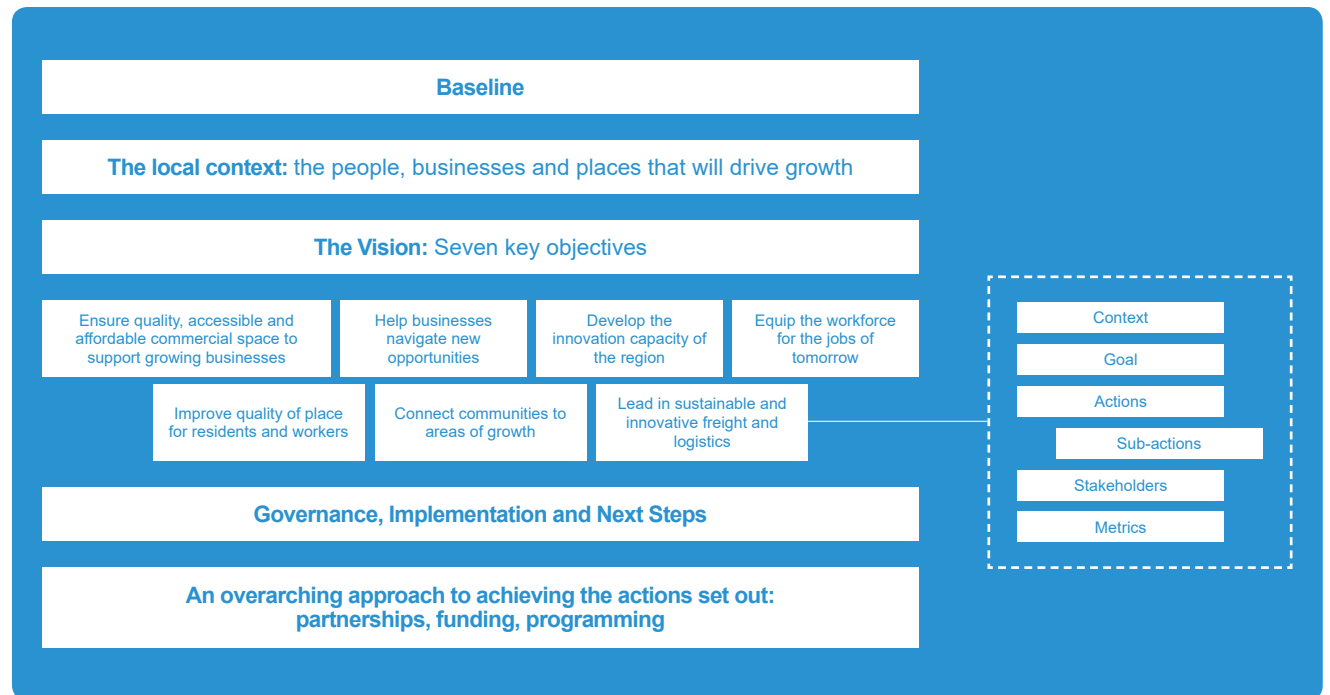 Baseline
The local context: the people, businesses and places that will drive growth
The Vision: Seven key objectives
Ensure quality, accessible and
affordable commercial space to
support growing businesses
Help businesses
navigate new
opportunities
Develop the
innovation capacity of
the region
Equip the workforce
for the jobs of
tomorrow
Improve quality of place
for residents and workers
Connect communities to
areas of growth
Lead in sustainable and
innovative freight and
logistics
Context
Goal
Actions
Sub-actions
Stakeholders
Metrics
Governance, Implementation and Next Steps
An overarching approach to achieving the actions set out:
partnerships, funding, programming